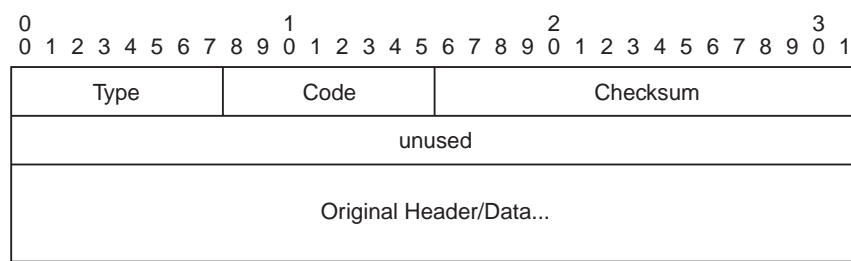 0 1 2 3
0 1 2 3 4 5 6 7 8 9 0 1 2 3 4 5 6 7 8 9 0 1 2 3 4 5 6 7 8 9 0 1
Type Code Checksum
unused
Original Header/Data...